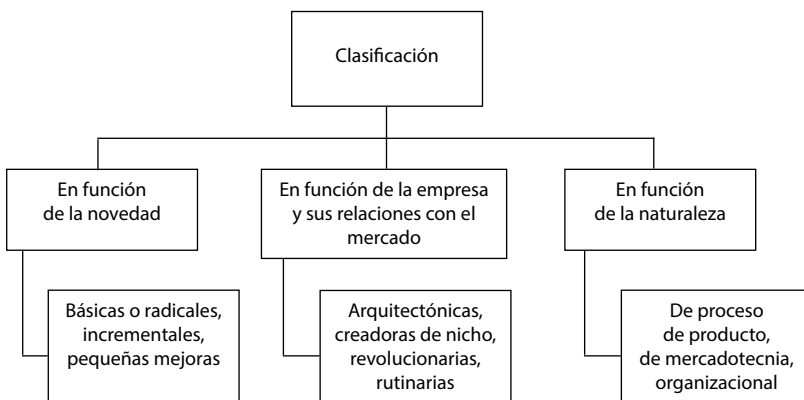 Clasificación
En función
de la novedad
En función de la empresa
y sus relaciones con el
mercado
En función
de la naturaleza
Básicas o radicales,
incrementales,
pequeñas mejoras
Arquitectónicas,
creadoras de nicho,
revolucionarias,
rutinarias
De proceso
de producto,
de mercadotecnia,
organizacional